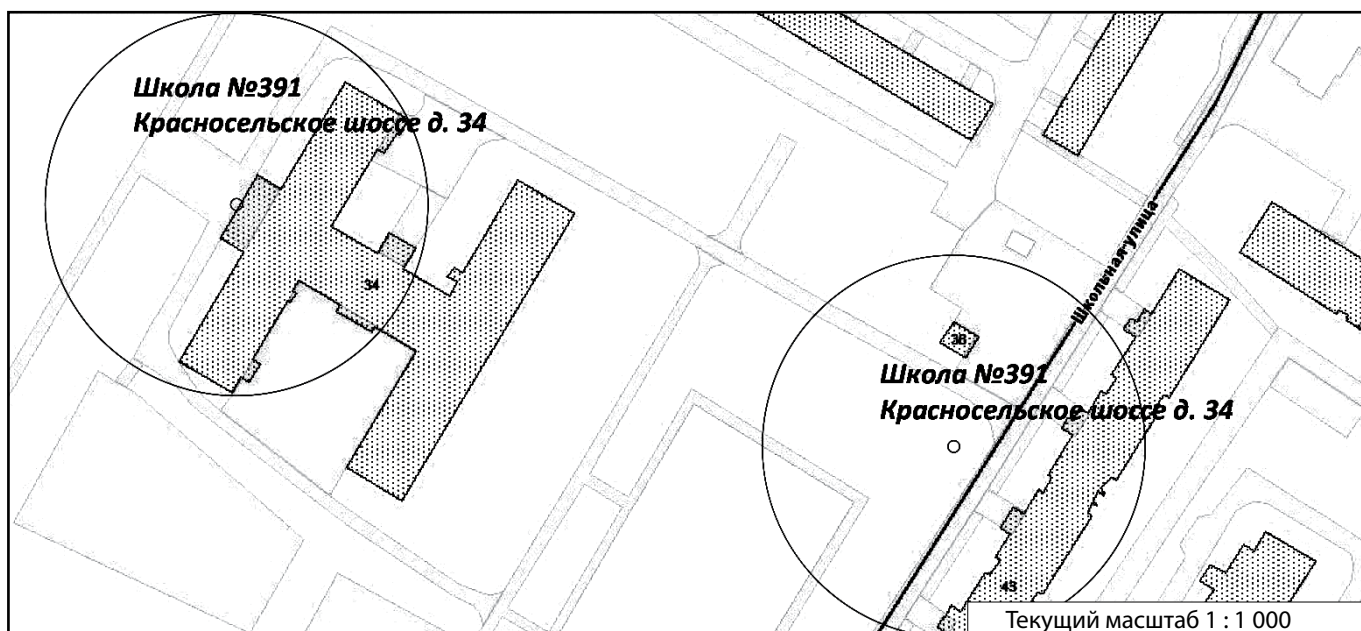 Школа №391
Красносельское шоссе д. 34
34
Школьная улица
38
Школа №391
Красносельское шоссе д. 34
43
Текущий масштаб 1 : 1 000